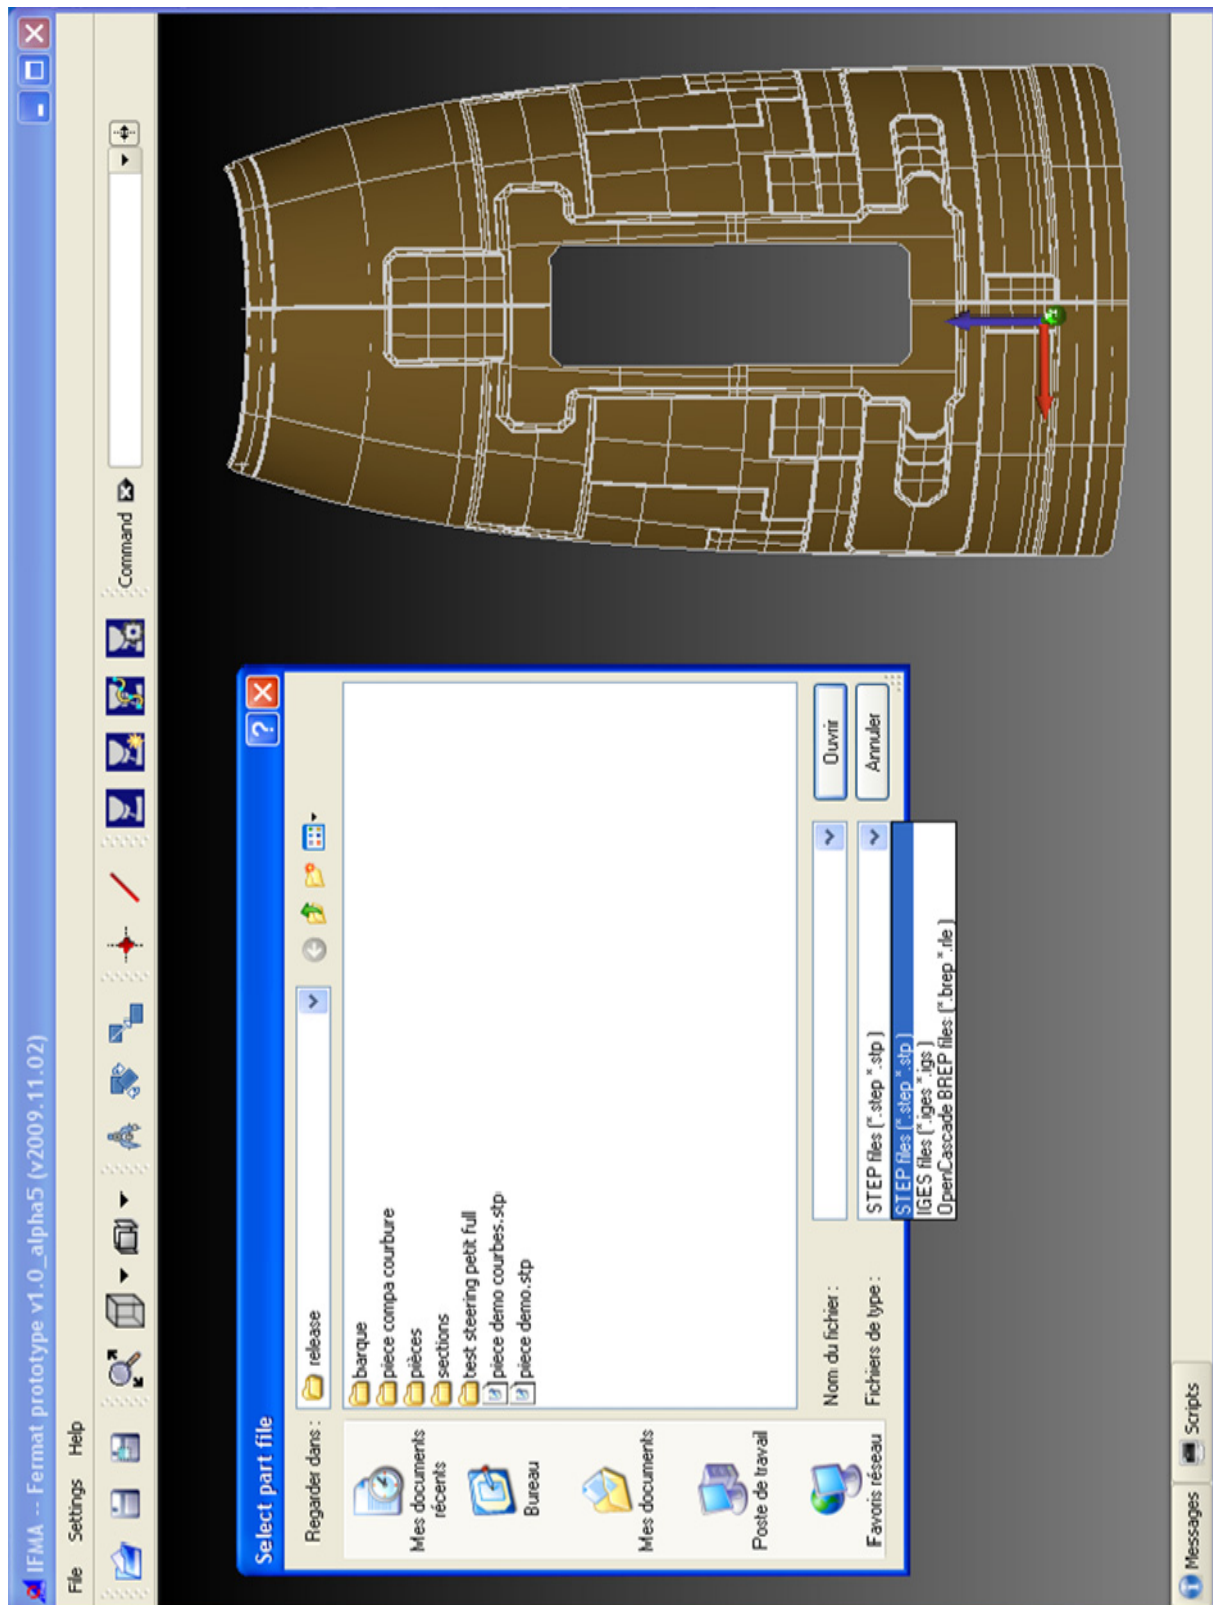 IFMA -- Fermat prototype v1.0_alpha5 (v2009.11.02)
File Settings Help
Command
Select part file
Regarder dans :
release
Mes documents
récents
Bureau
Mes documents
Poste de travail
Favoris réseau
barque
piece compa courbure
pièces
sections
test steering petit full
piece demo courbes.stp
piece demo.stp
Nom du fichier :
Ouvrir
Fichiers de type :
STEP files (*.step *.stp )
Annuler
STEP files (*.step *.stp )
IGES files (*.iges *.igs )
OpenCascade BREP files (*.brep *.rle )
Messages
Scripts